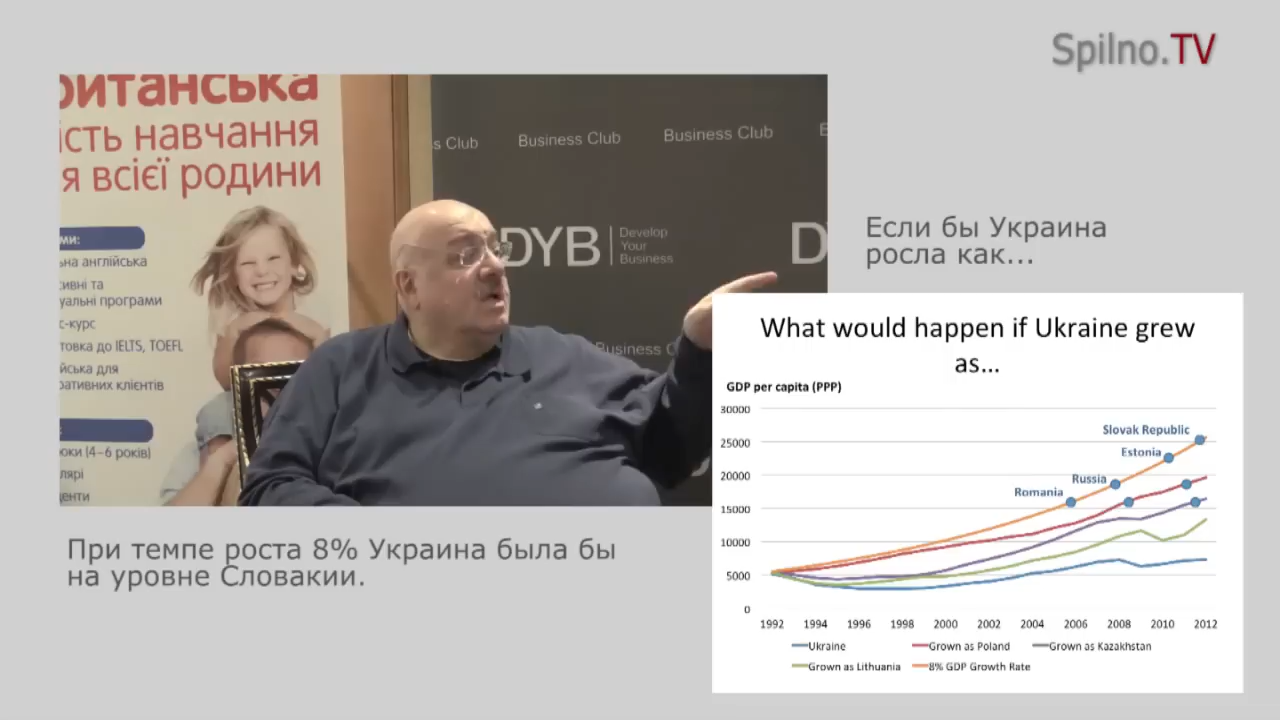 Spilno.TV
ританська
ість навчання
я всієї родини
ми:
ьна англійська
сивні та
уальні програми
с-курс
товка до IELTS, TOEFL
ійська для
ративних клієнтів
юки (4–6 років)
лярі
денти
s Club
Business Club
Business Club
DYB
Develop
Your
Business
D
Business C
Если бы Украина
росла как...
What would happen if Ukraine grew
as...
GDP per capita (PPP)
30000
25000
20000
15000
10000
5000
0
Slovak Republic
Estonia
Russia
Romania
1992 1994 1996 1998 2000 2002 2004 2006 2008 2010 2012
Ukraine Grown as Poland Grown as Kazakhstan
Grown as Lithuania 8% GDP Growth Rate
При темпе роста 8% Украина была бы
на уровне Словакии.